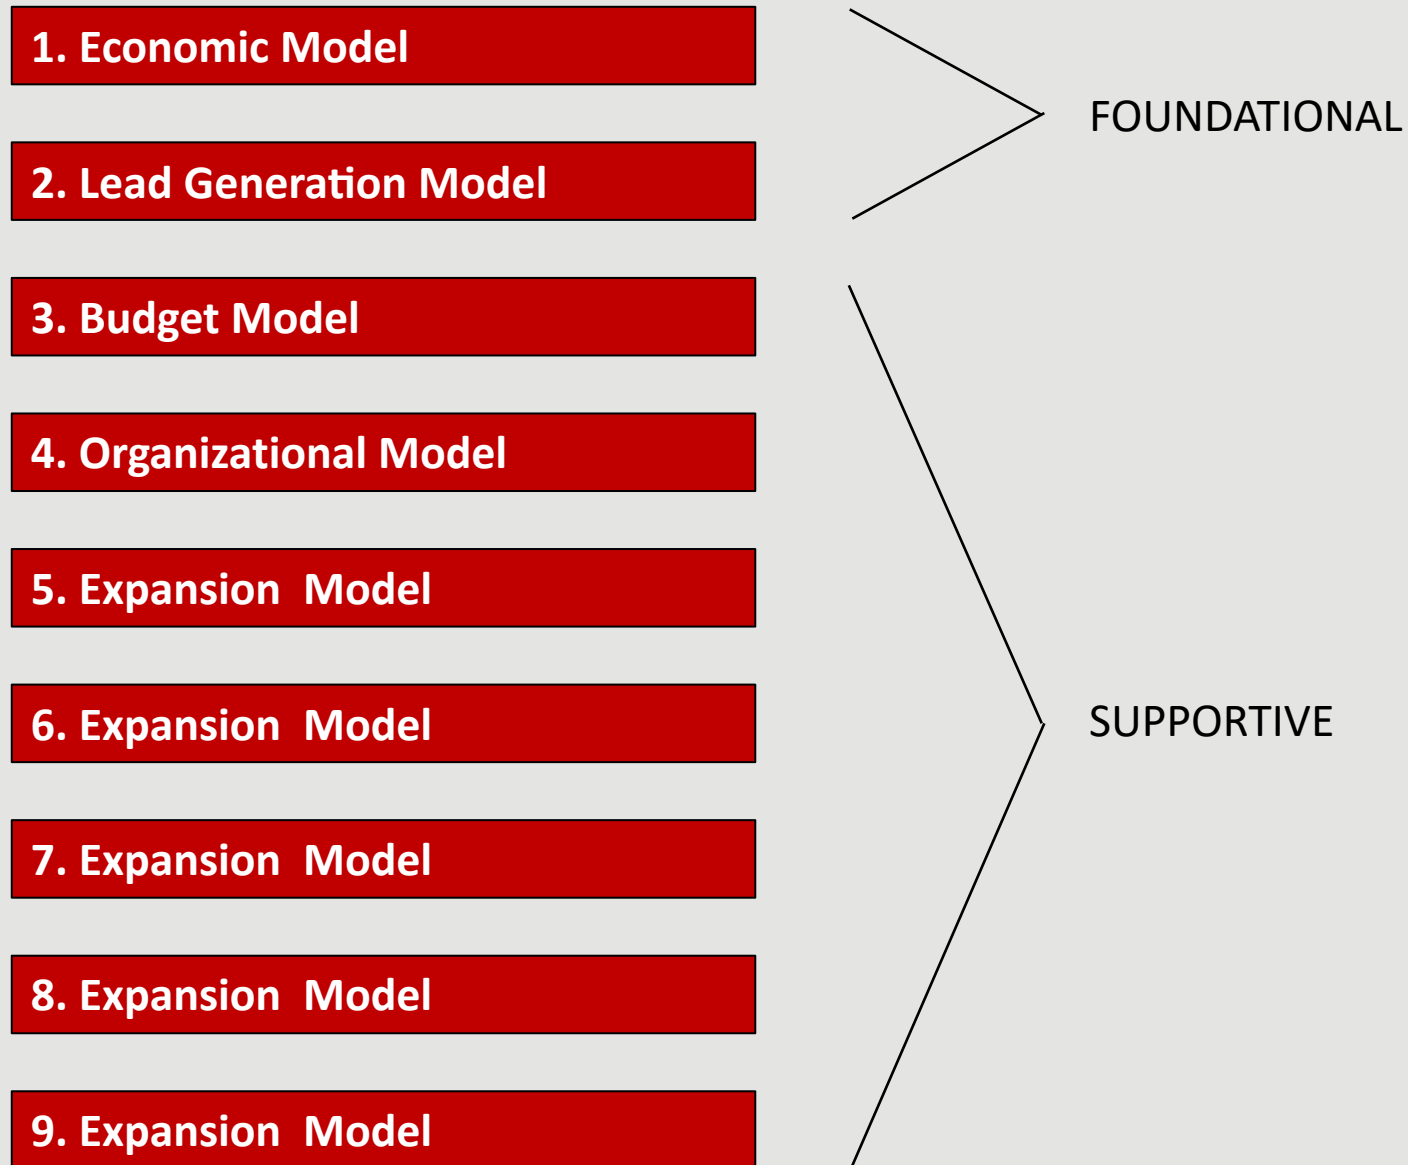 1. Economic Model
FOUNDATIONAL
2. Lead Generation Model
3. Budget Model
4. Organizational Model
5. Expansion  Model
6. Expansion  Model
SUPPORTIVE
7. Expansion  Model
8. Expansion  Model
9. Expansion  Model